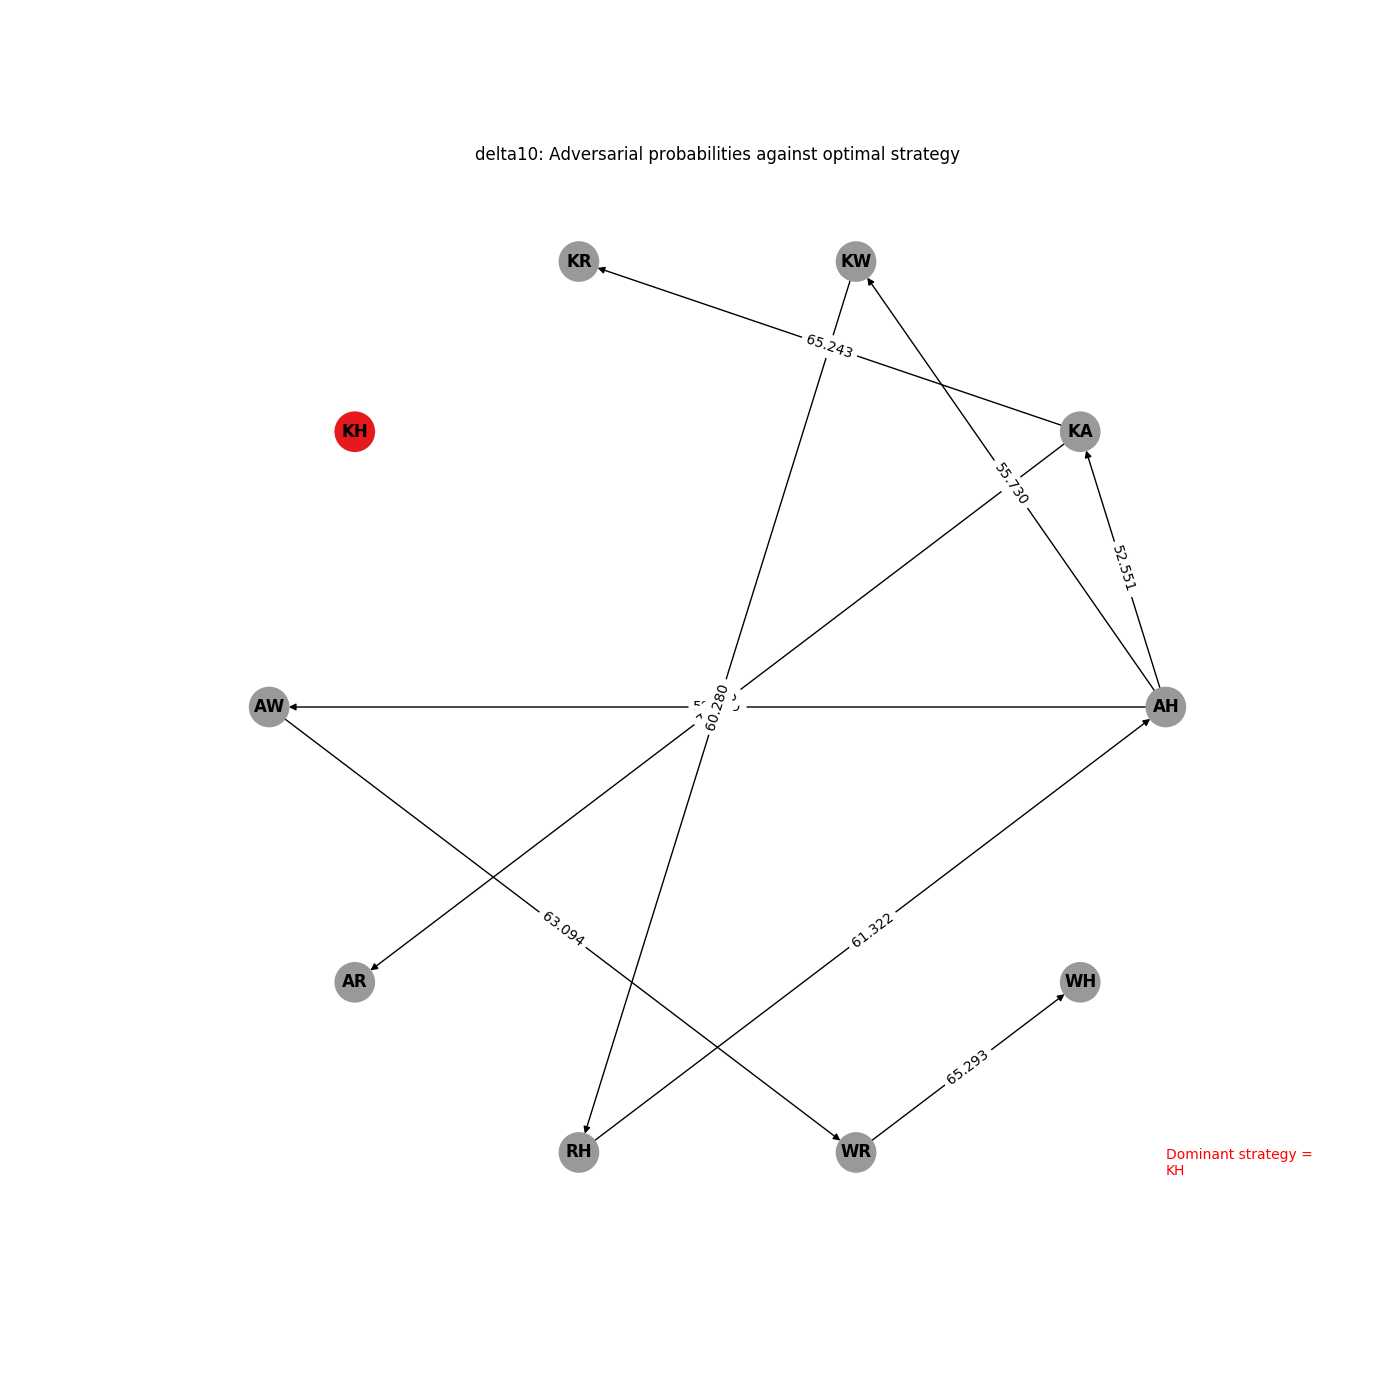 delta10: Adversarial probabilities against optimal strategy
KR
KW
65.243
KH
KA
55.730
52.551
AW
60.280
AH
63.094
61.322
AR
WH
65.293
RH
WR
Dominant strategy =
KH